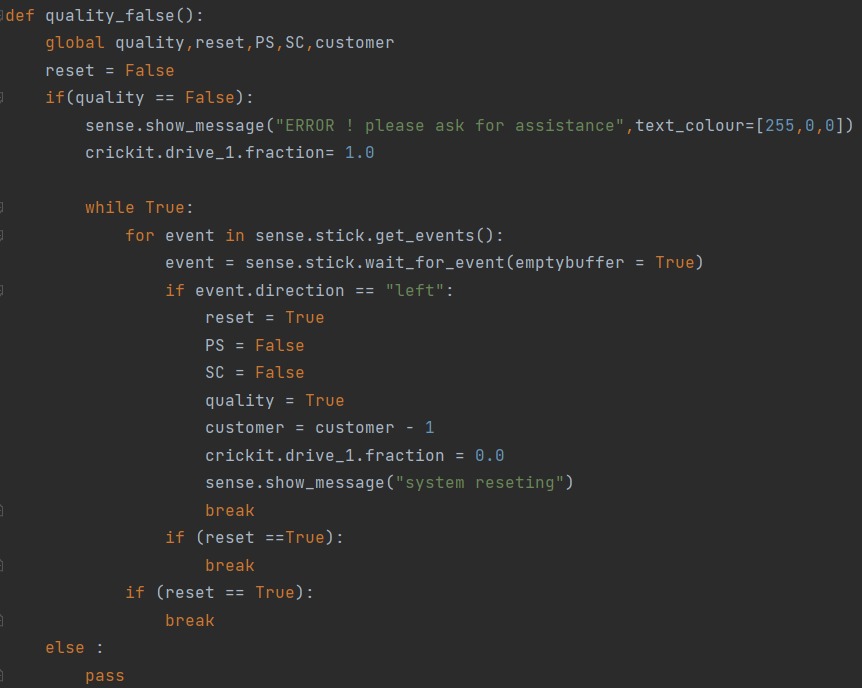 def quality_false():
    global quality,reset,PS,SC,customer
    reset = False
    if(quality == False):
        sense.show_message("ERROR ! please ask for assistance",text_colour=[255,0,0])
        crickit.drive_1.fraction= 1.0

        while True:
            for event in sense.stick.get_events():
                event = sense.stick.wait_for_event(emptybuffer = True)
                if event.direction == "left":
                    reset = True
                    PS = False
                    SC = False
                    quality = True
                    customer = customer - 1
                    crickit.drive_1.fraction = 0.0
                    sense.show_message("system reseting")
                    break
                if (reset ==True):
                    break
            if (reset == True):
                break
    else :
        pass